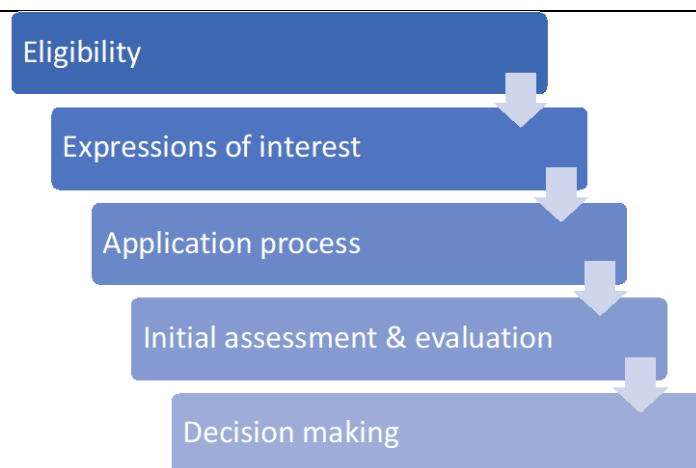 Eligibility
Expressions of interest
Application process
Initial assessment & evaluation
Decision making